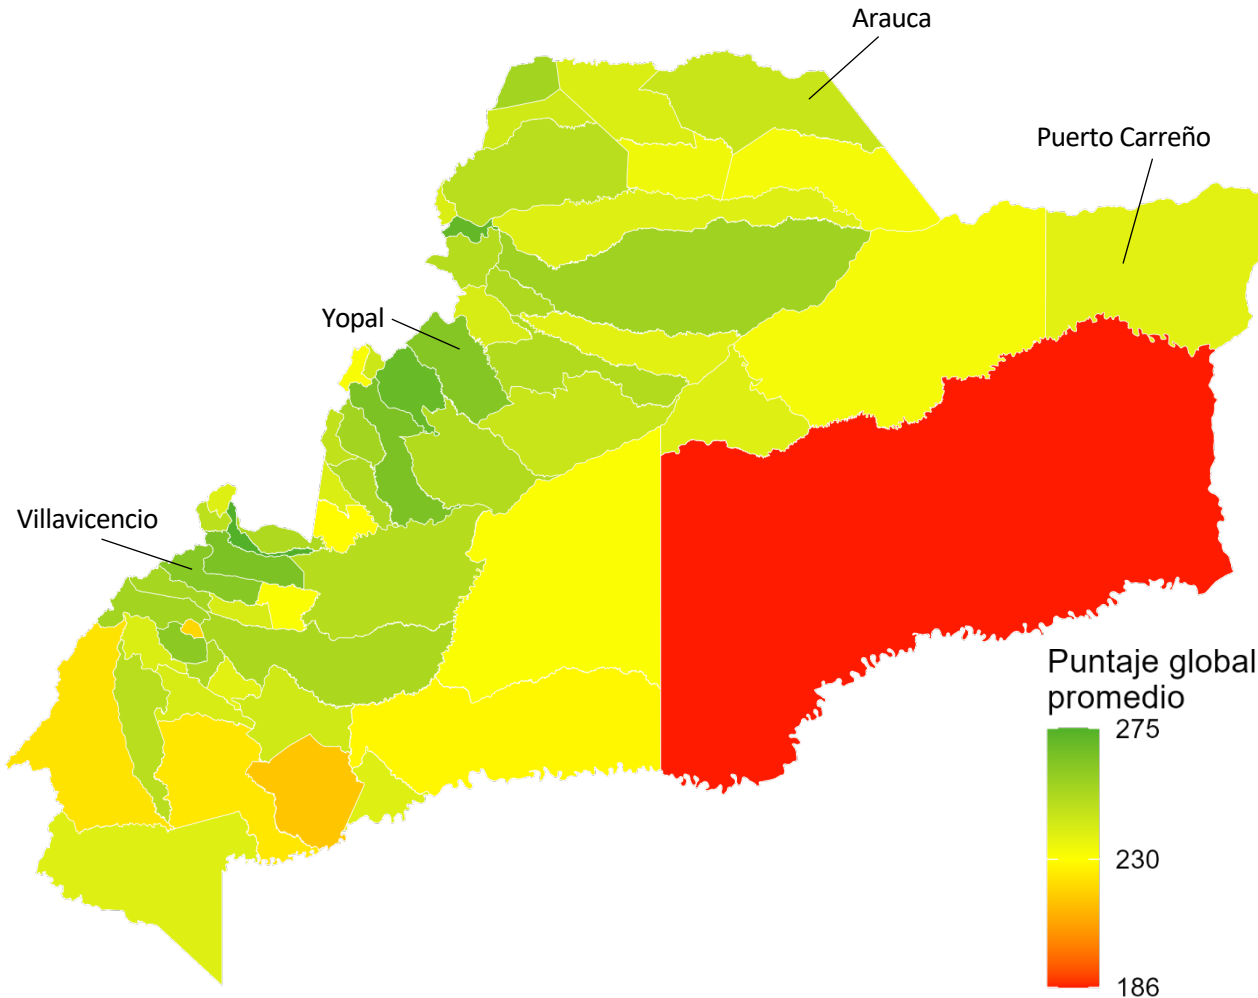 Arauca
Puerto Carreño
Yopal
Villavicencio
Puntaje global
promedio
275
230
186